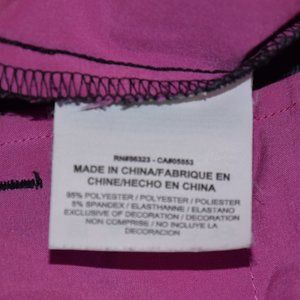 RN#96323 - CA#05553
MADE IN CHINA/FABRIQUE EN
CHINE/HECHO EN CHINA
95% POLYESTER / POLYESTER / POLIESTER
5% SPANDEX / ELASTHANNE / ELASTANO
EXCLUSIVE OF DECORATION / DECORATION
NON COMPRISE / NO INCLUYE LA
DECORACION